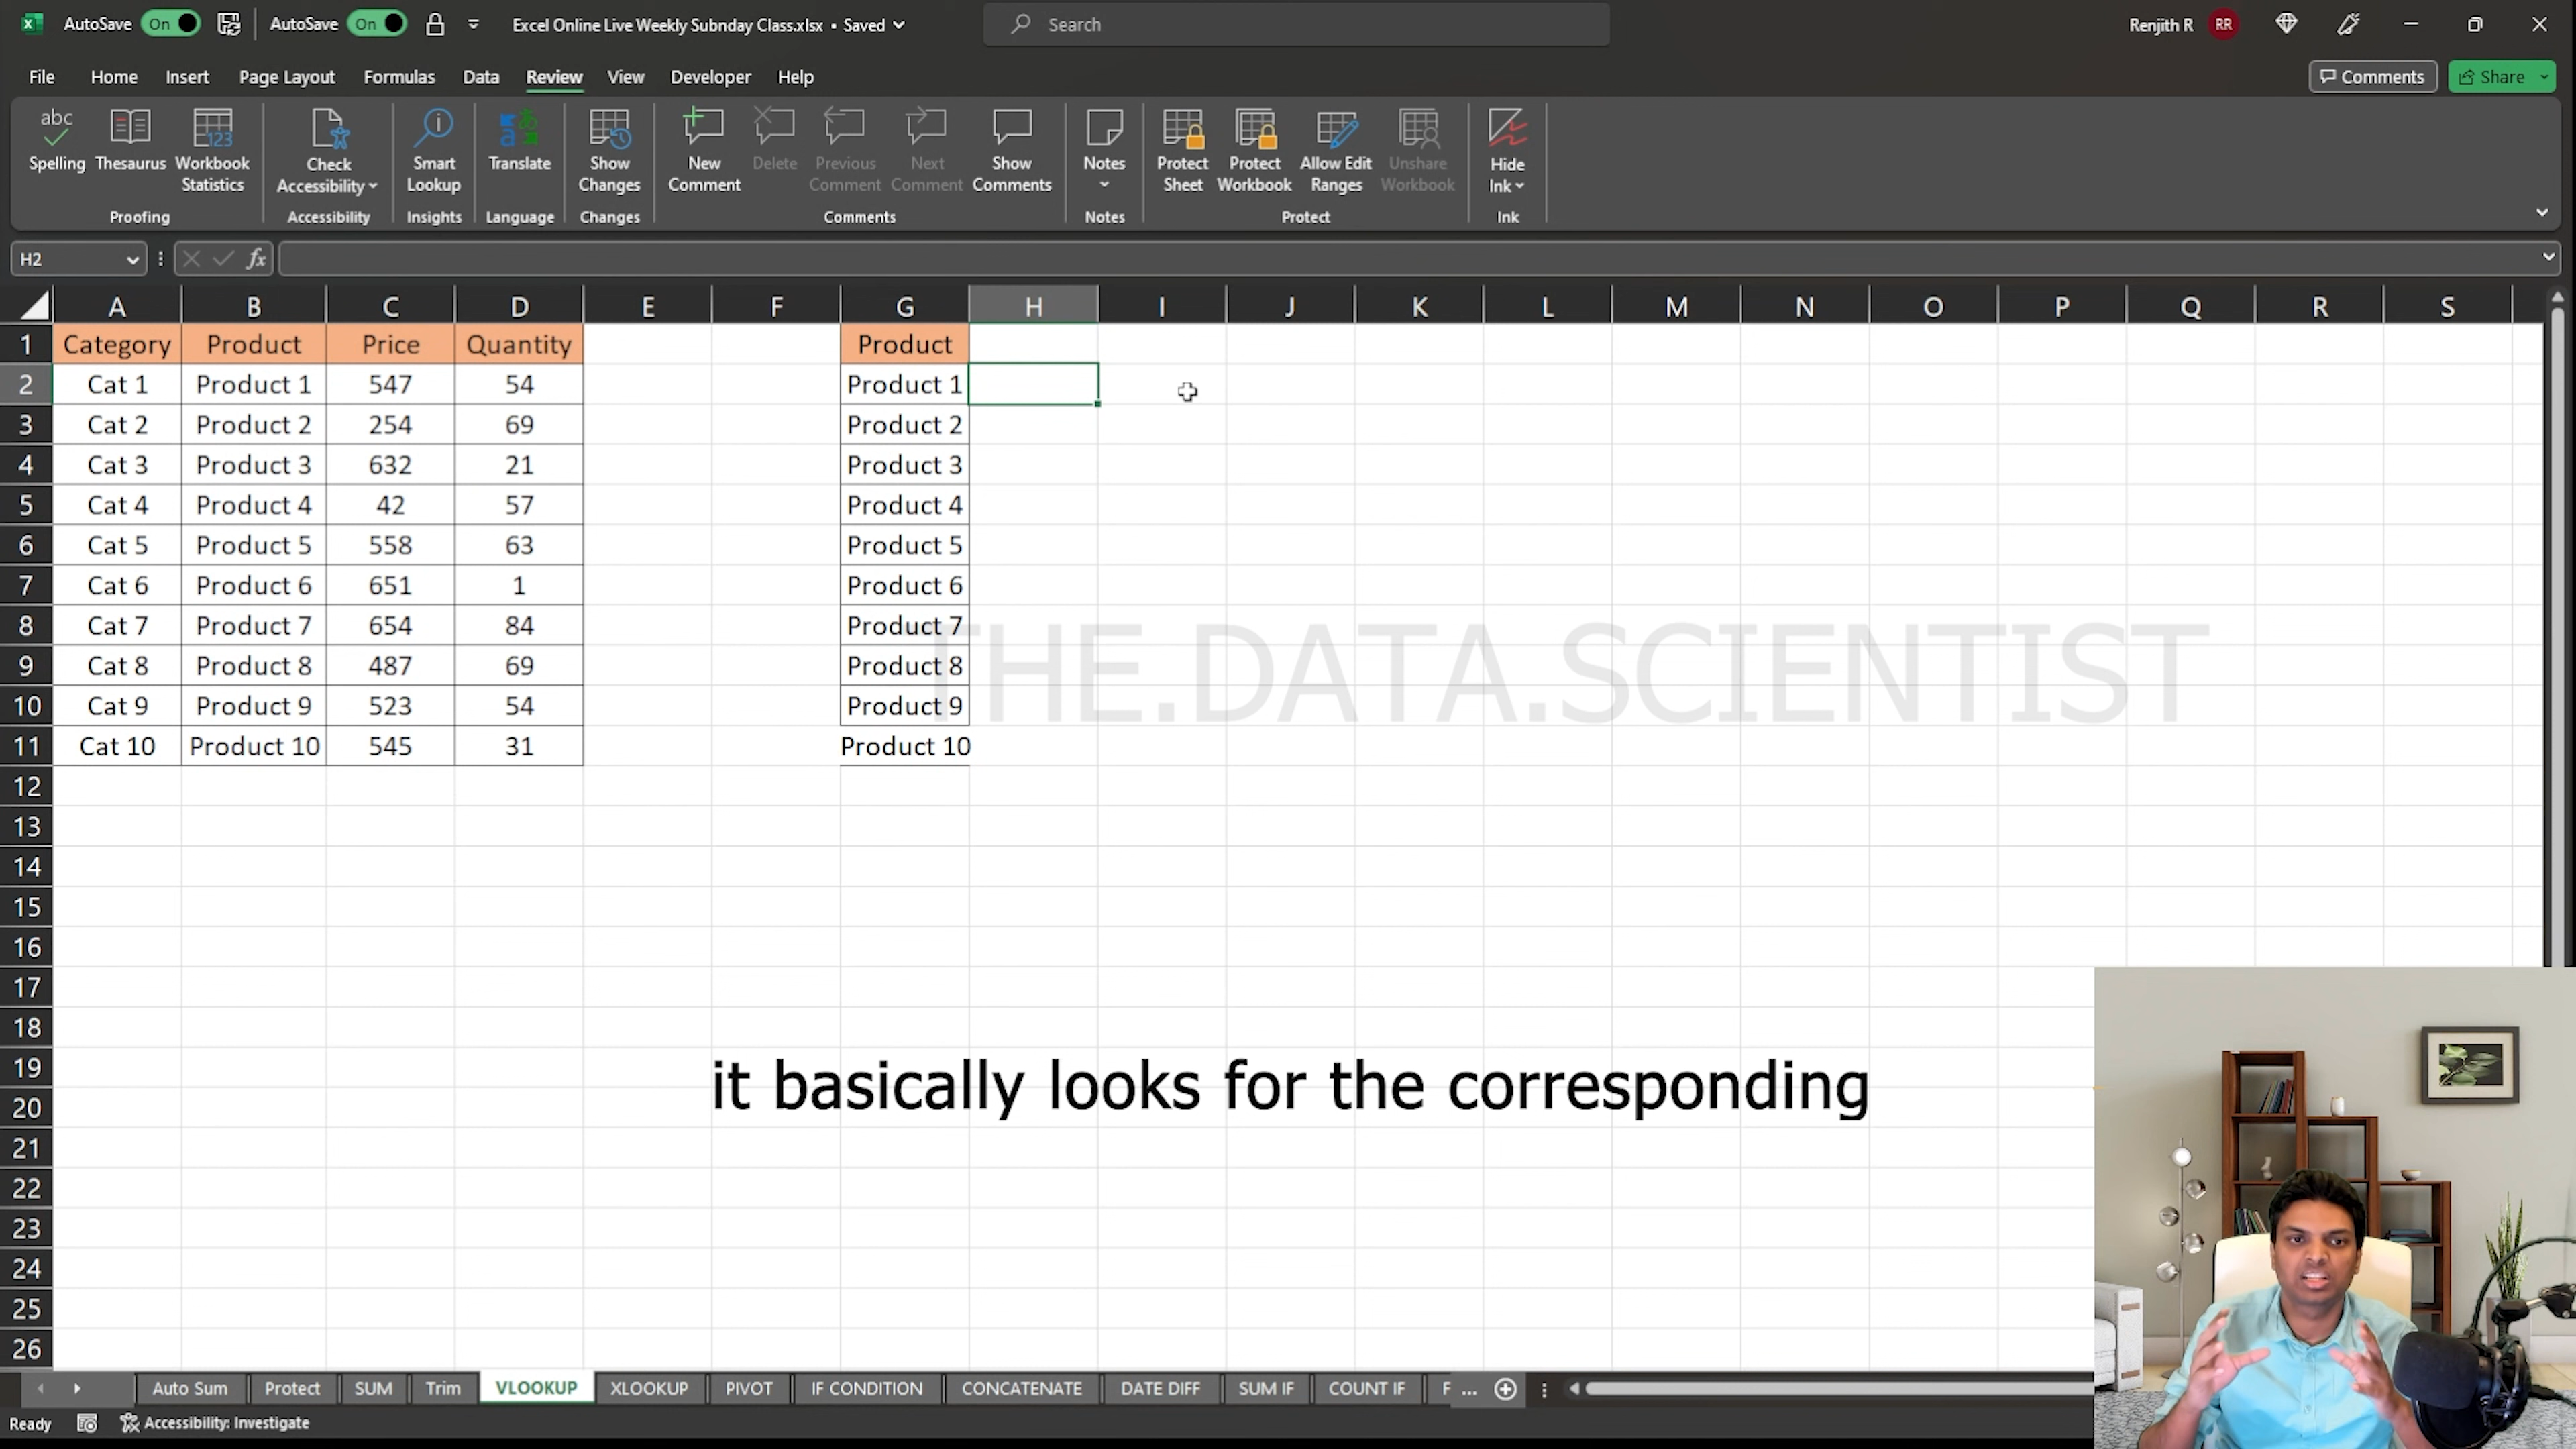 AutoSave On AutoSave On Excel Online Live Weekly Subnday Class.xlsx • Saved Search Renjith R RR
File Home Insert Page Layout Formulas Data Review View Developer Help Comments Share
abc
Spelling Thesaurus Workbook Statistics Check Accessibility Smart Lookup Translate Show Changes New Comment Delete Previous Comment Next Comment Show Comments Notes Protect Sheet Protect Workbook Allow Edit Ranges Unshare Workbook Hide Ink
Proofing Accessibility Insights Language Changes Comments Notes Protect Ink
H2 fx
A B C D E F G H I J K L M N O P Q R S
1 Category Product Price Quantity Product
2 Cat 1 Product 1 547 54 Product 1
3 Cat 2 Product 2 254 69 Product 2
4 Cat 3 Product 3 632 21 Product 3
5 Cat 4 Product 4 42 57 Product 4
6 Cat 5 Product 5 558 63 Product 5
7 Cat 6 Product 6 651 1 Product 6
8 Cat 7 Product 7 654 84 Product 7
THE.DATA.SCIENTIST
9 Cat 8 Product 8 487 69 Product 8
10 Cat 9 Product 9 523 54 Product 9
11 Cat 10 Product 10 545 31 Product 10
12
13
14
15
16
17
18
19
it basically looks for the corresponding
20
21
22
23
24
25
26
Auto Sum Protect SUM Trim VLOOKUP XLOOKUP PIVOT IF CONDITION CONCATENATE DATE DIFF SUM IF COUNT IF F ...
Ready Accessibility: Investigate